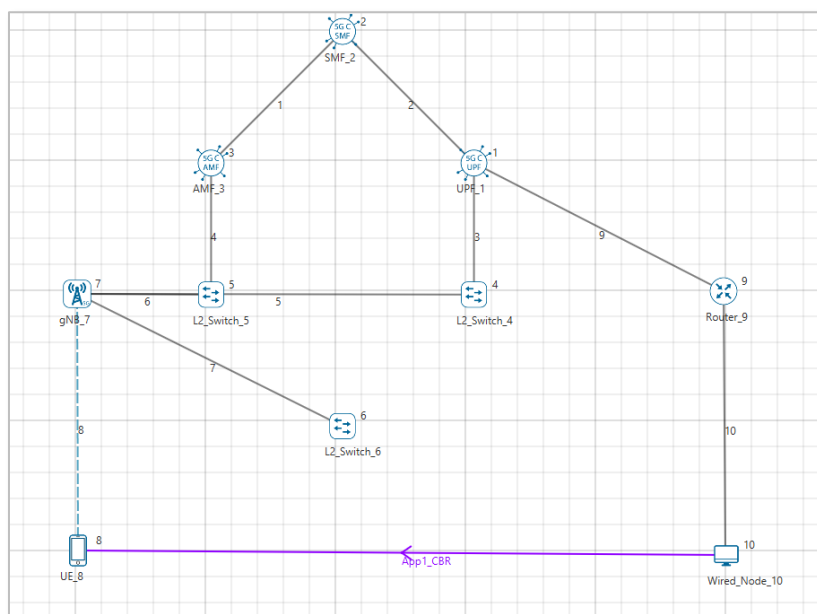 5G C
SMF
2
SMF_2
1
2
5G C
AMF
3
AMF_3
5G C
UPF
1
UPF_1
4
3
9
7
5G
gNB_7
6
5
L2_Switch_5
5
4
L2_Switch_4
9
Router_9
7
6
L2_Switch_6
8
10
8
UE_8
App1_CBR
10
Wired_Node_10